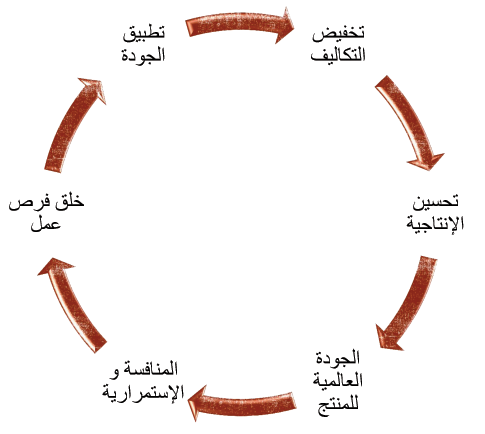 تطبيق
الجودة
تخفيض
التكاليف
تحسين
الإنتاجية
الجودة
العالمية
للمنتج
المنافسة و
الإستمرارية
خلق فرص
عمل